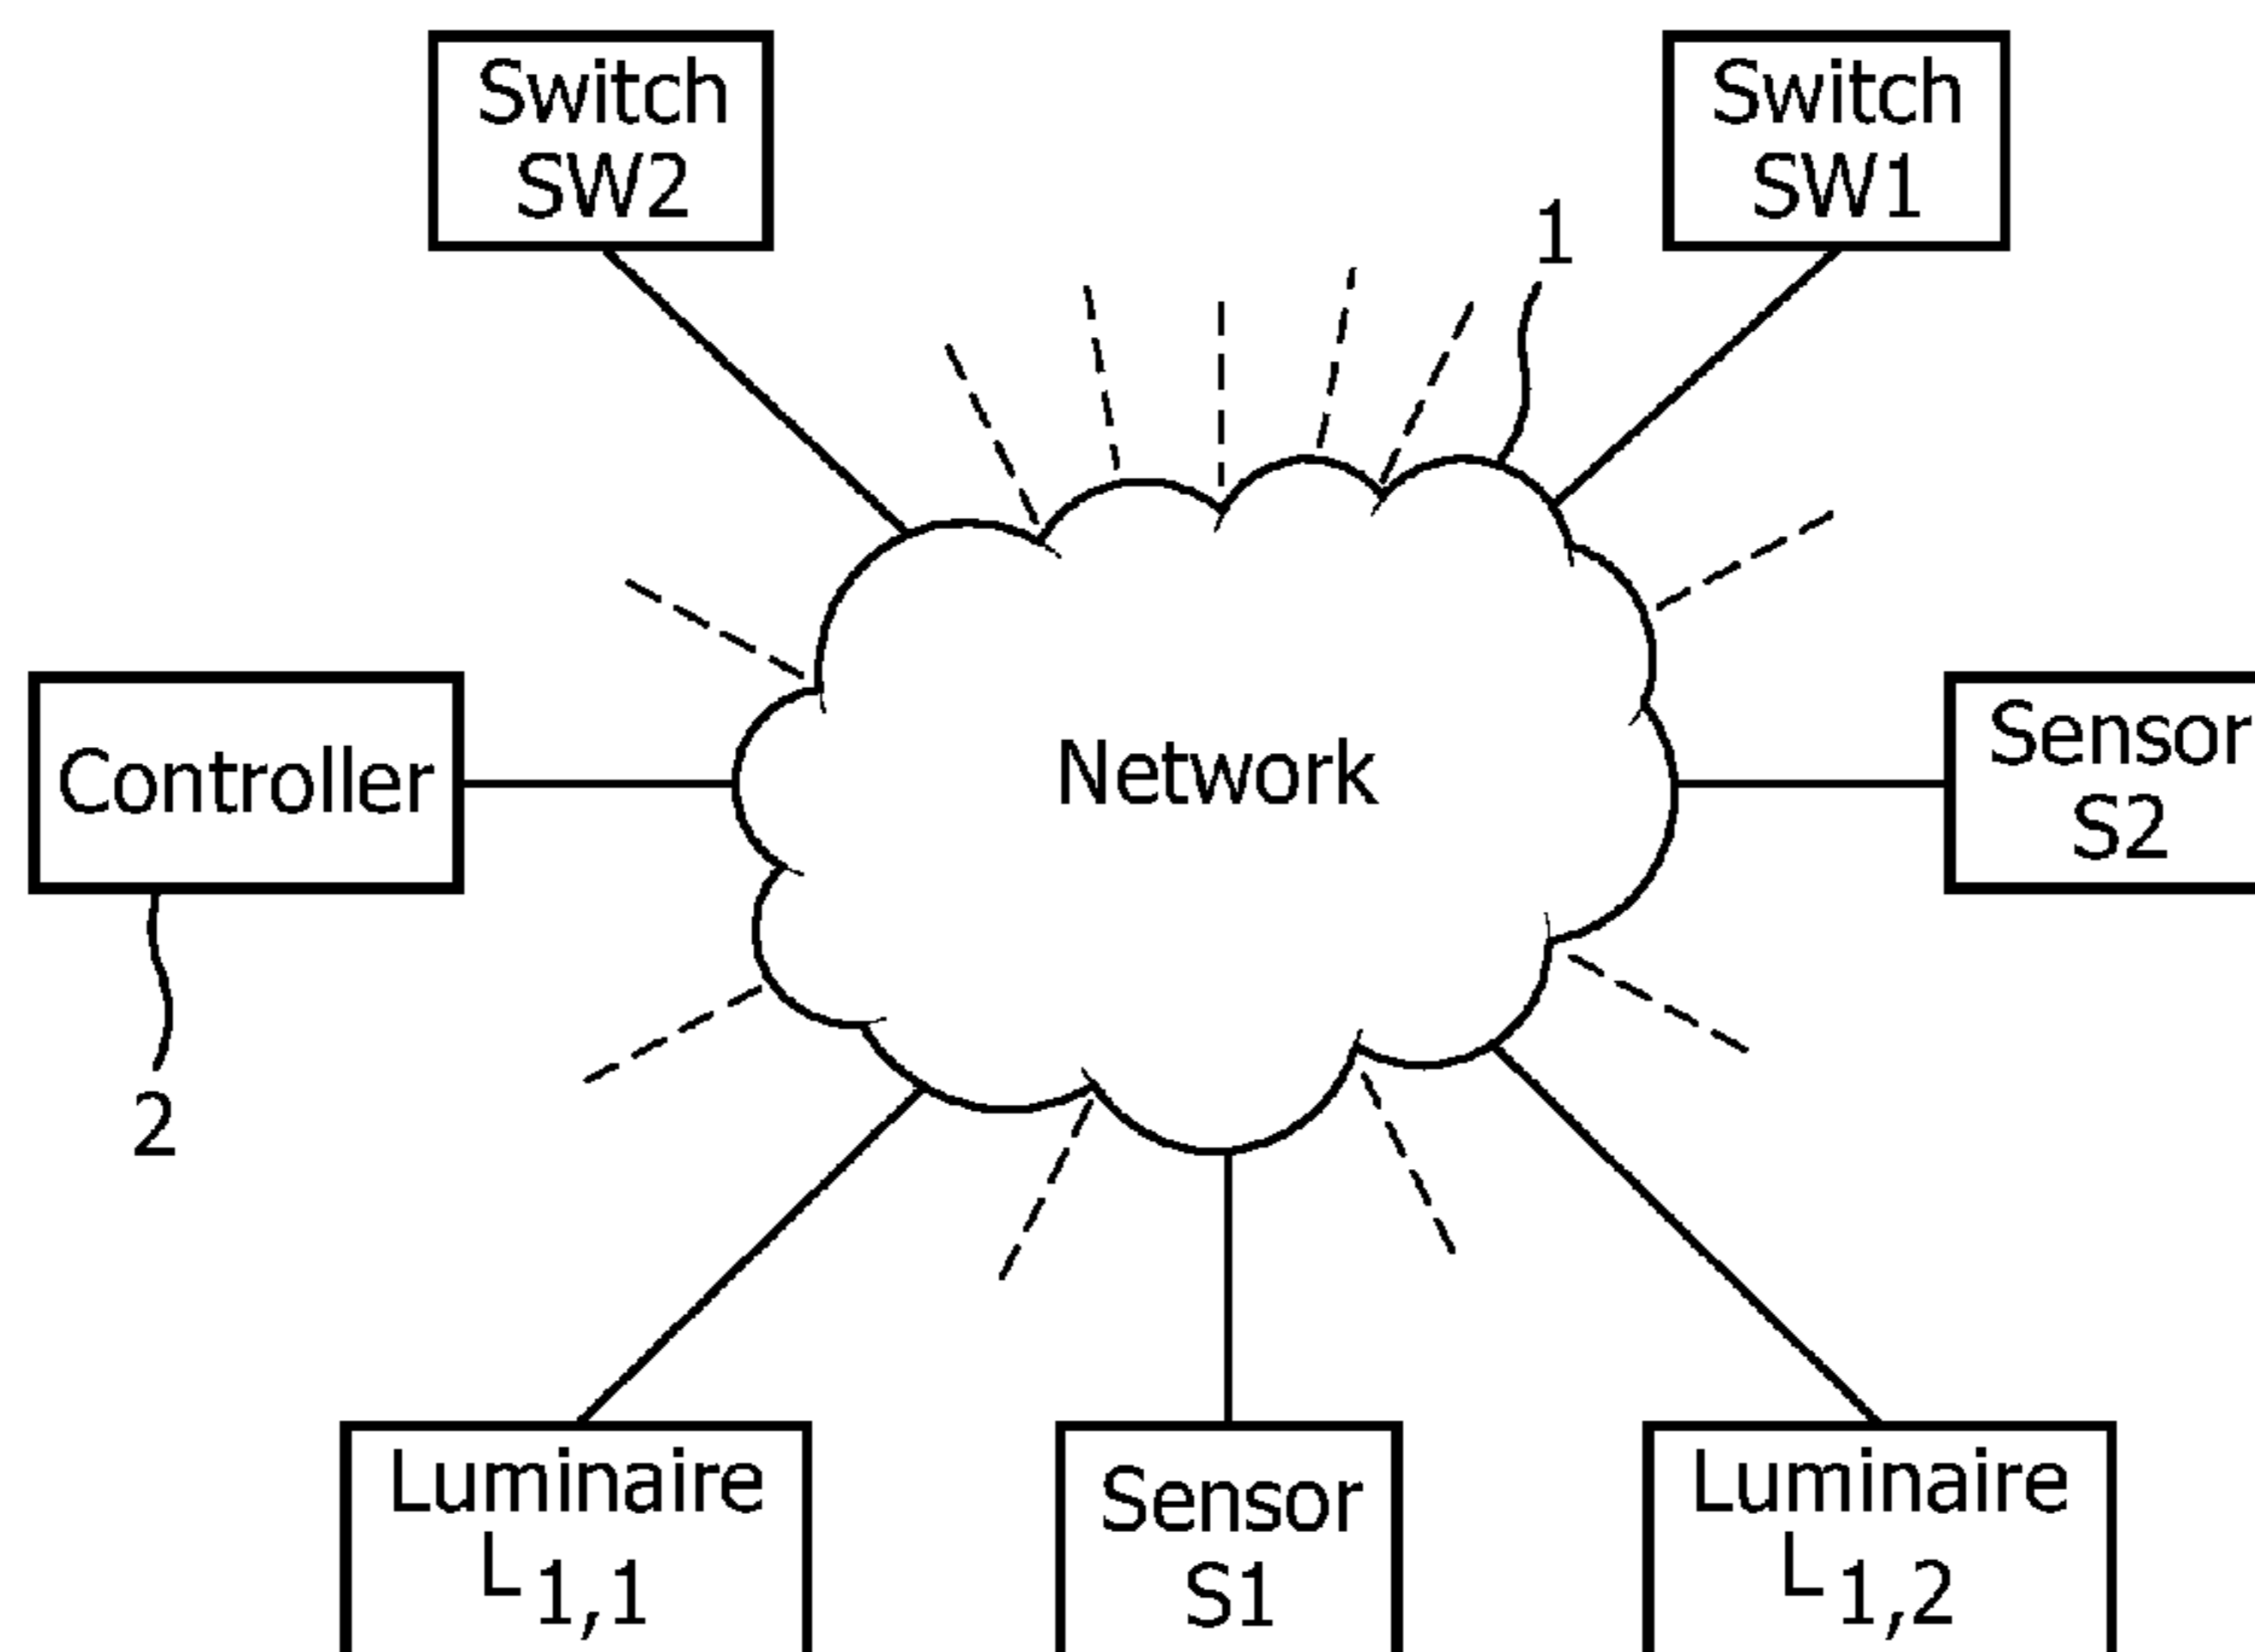 Switch
SW2
Switch
SW1
1
Controller
Network
Sensor
S2
2
Luminaire
L1,1
Sensor
S1
Luminaire
L1,2